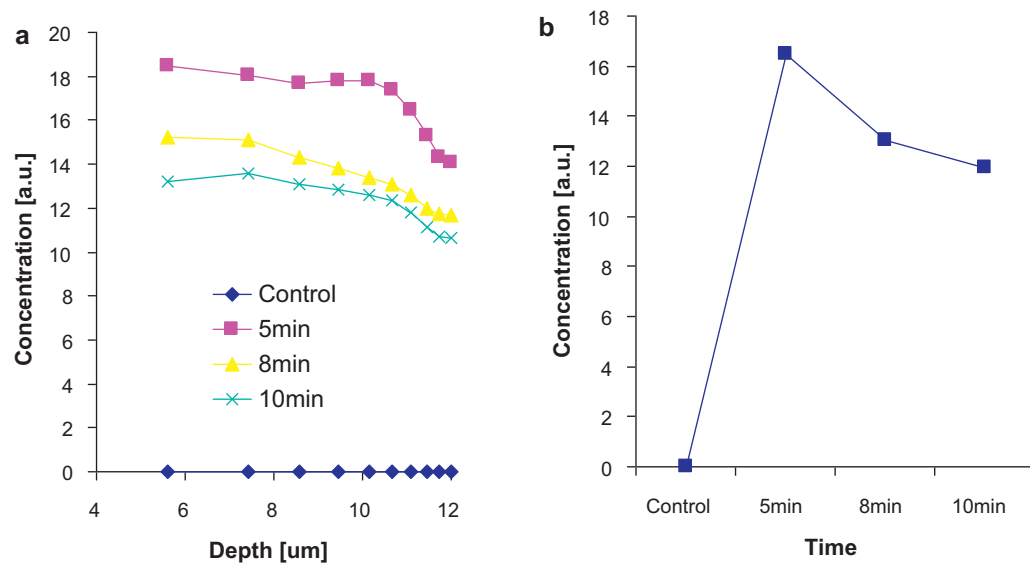 a
20
18
16
14
12
10
8
6
4
2
0
Concentration [a.u.]
Control
5min
8min
10min
4 6 8 10 12
Depth [um]
b
18
16
14
12
10
8
6
4
2
0
Concentration [a.u.]
Control 5min 8min 10min
Time